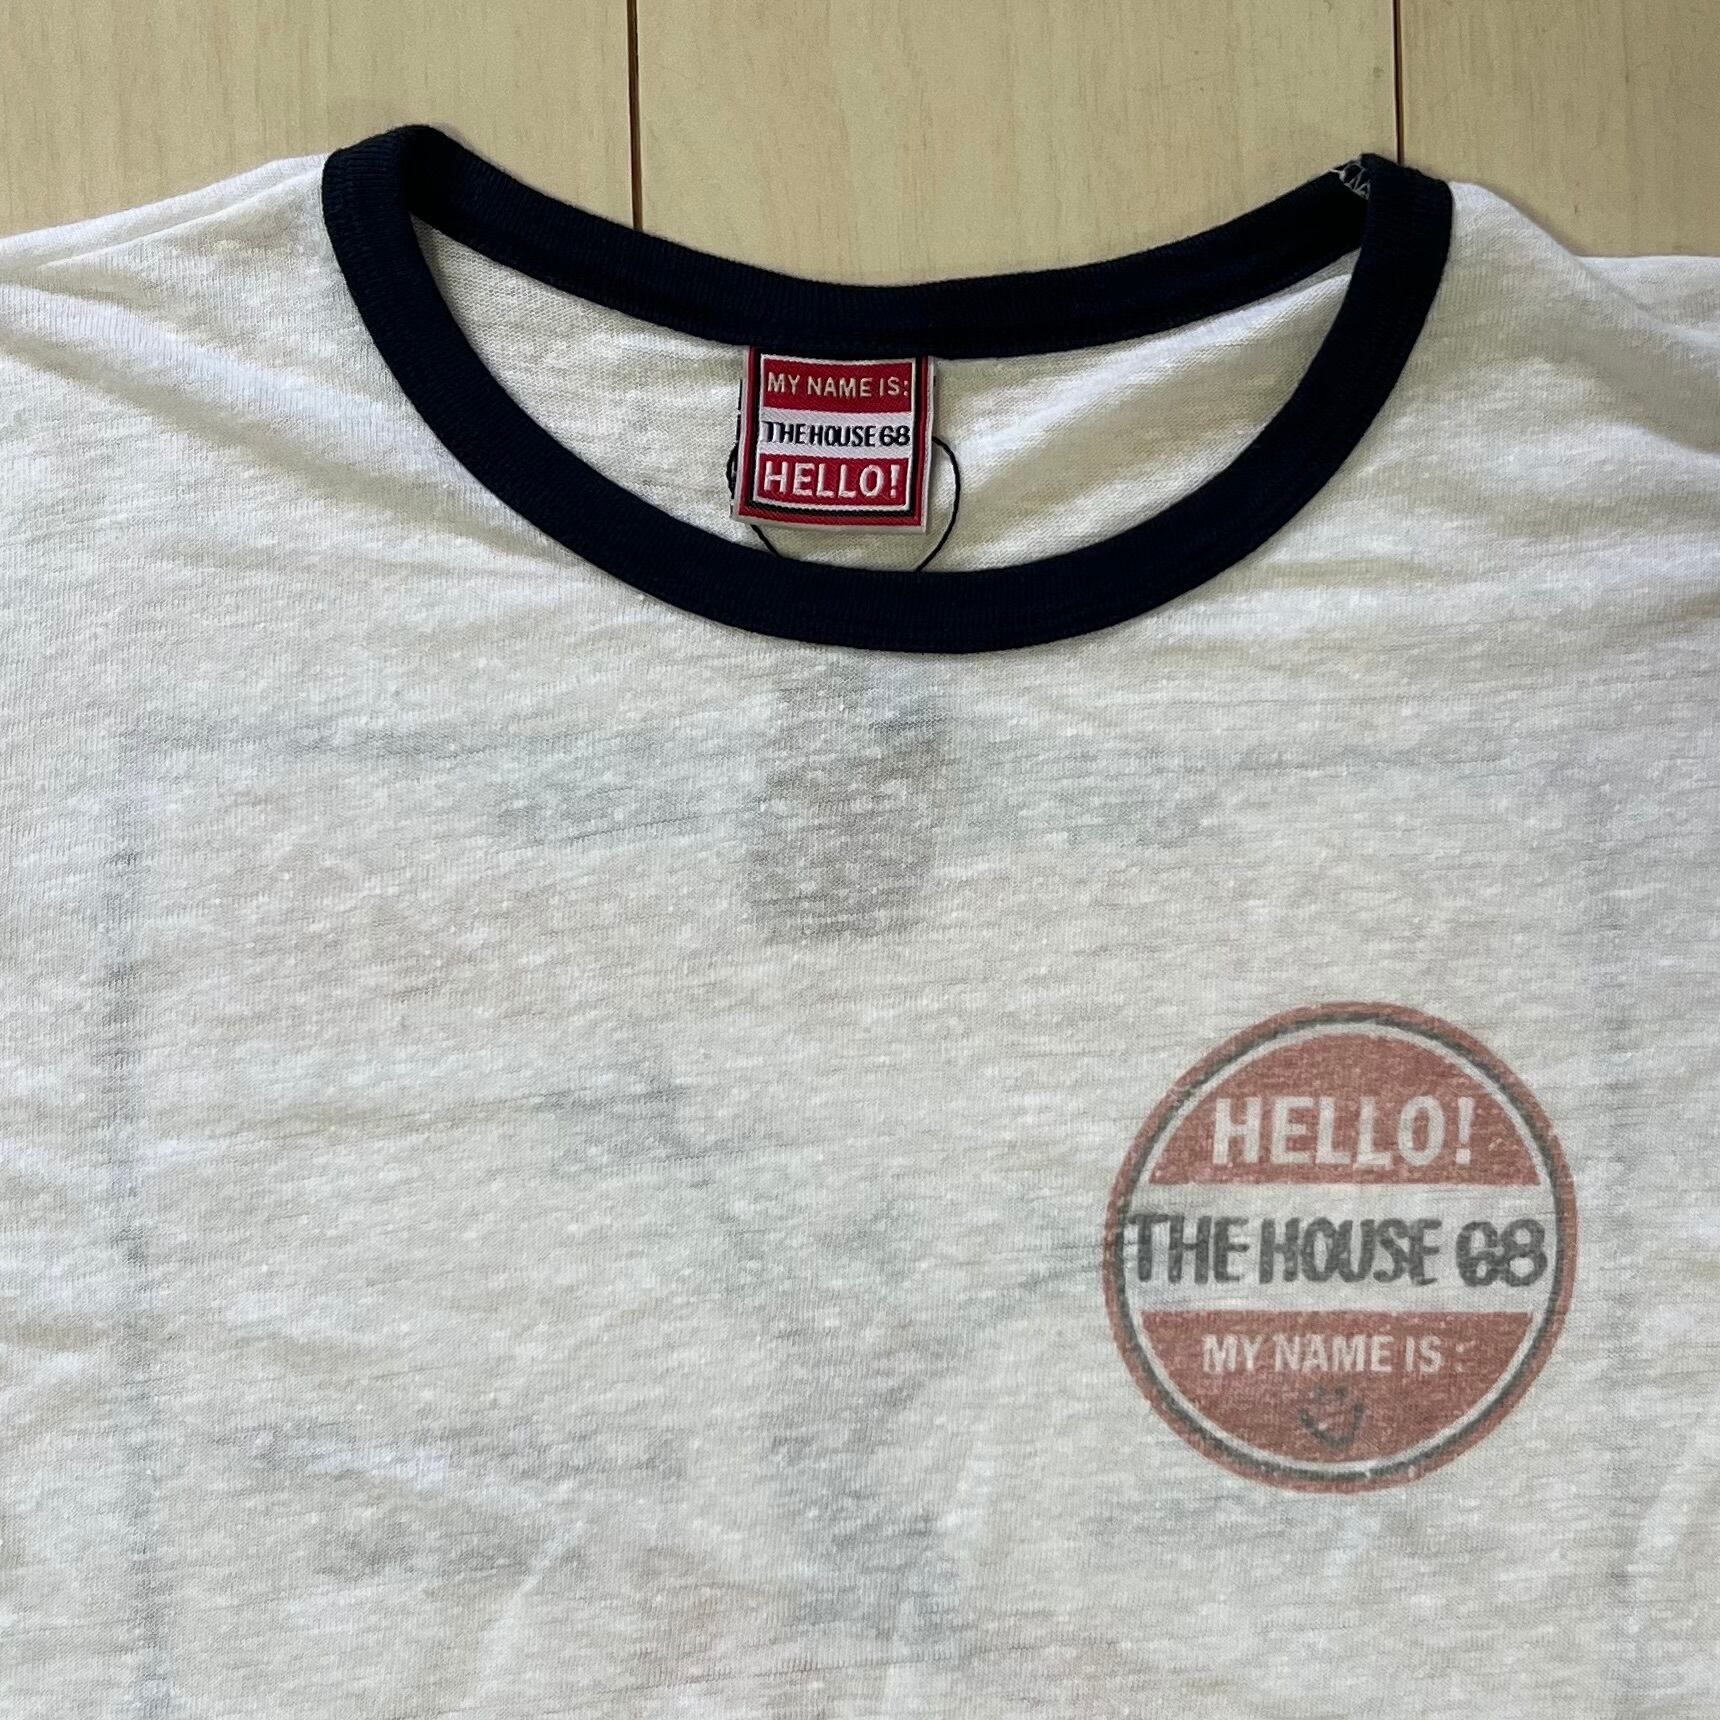 MY NAME IS:
THE HOUSE 68
HELLO!
HELLO!
THE HOUSE 68
MY NAME IS :